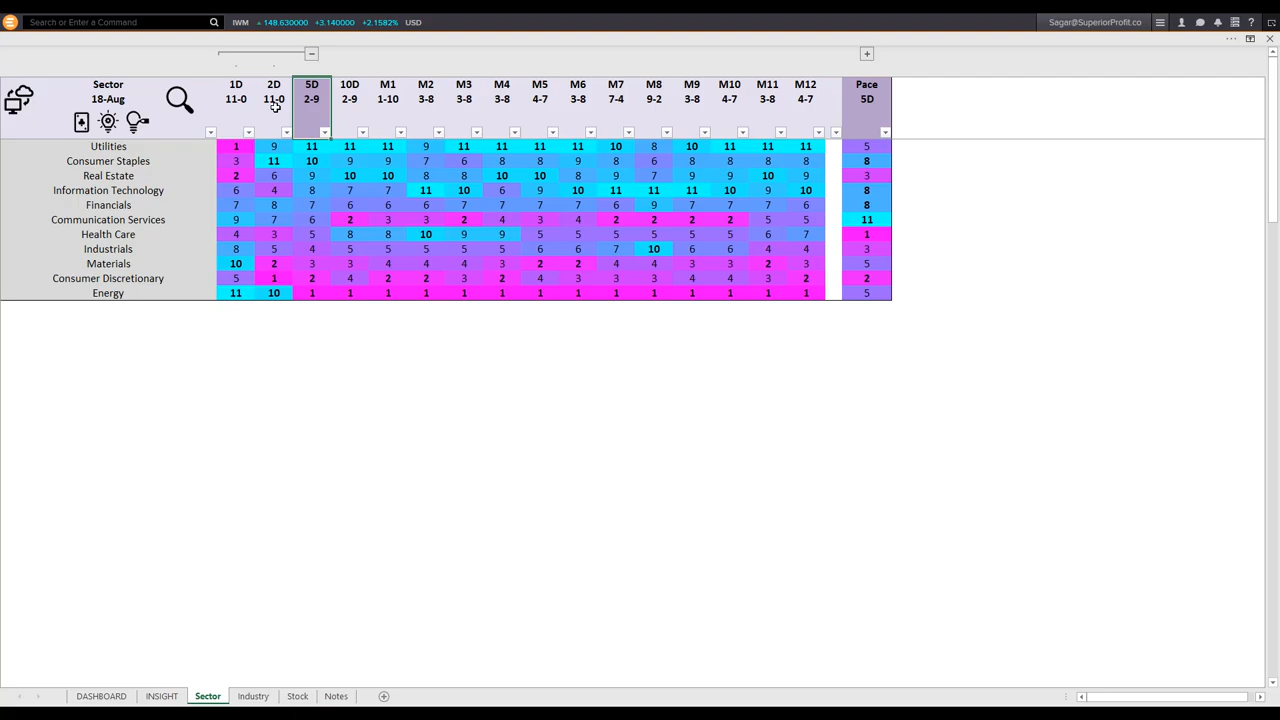 Search or Enter a Command IWM 148.630000 +3.140000 +2.1582% USD Sagar@SuperiorProfit.co
Sector 1D 2D 5D 10D M1 M2 M3 M4 M5 M6 M7 M8 M9 M10 M11 M12 Pace
18-Aug 11-0 11-0 2-9 2-9 1-10 3-8 3-8 3-8 4-7 3-8 7-4 9-2 3-8 4-7 3-8 4-7 5D
Utilities 1 9 11 11 11 9 11 11 11 11 10 8 10 11 11 11 5
Consumer Staples 3 11 10 9 9 7 6 8 8 9 8 6 8 8 8 8 8
Real Estate 2 6 9 10 10 8 8 10 10 8 9 7 9 9 10 9 3
Information Technology 6 4 8 7 7 11 10 6 9 10 11 11 11 10 9 10 8
Financials 7 8 7 6 6 6 7 7 7 7 6 9 7 7 7 6 8
Communication Services 9 7 6 2 3 3 2 4 3 4 2 2 2 2 5 5 11
Health Care 4 3 5 8 8 10 9 9 5 5 5 5 5 5 6 7 1
Industrials 8 5 4 5 5 5 5 5 6 6 7 10 6 6 4 4 3
Materials 10 2 3 3 4 4 4 3 2 2 4 4 3 3 2 3 5
Consumer Discretionary 5 1 2 4 2 2 3 2 4 3 3 3 4 4 3 2 2
Energy 11 10 1 1 1 1 1 1 1 1 1 1 1 1 1 1 5
DASHBOARD INSIGHT Sector Industry Stock Notes